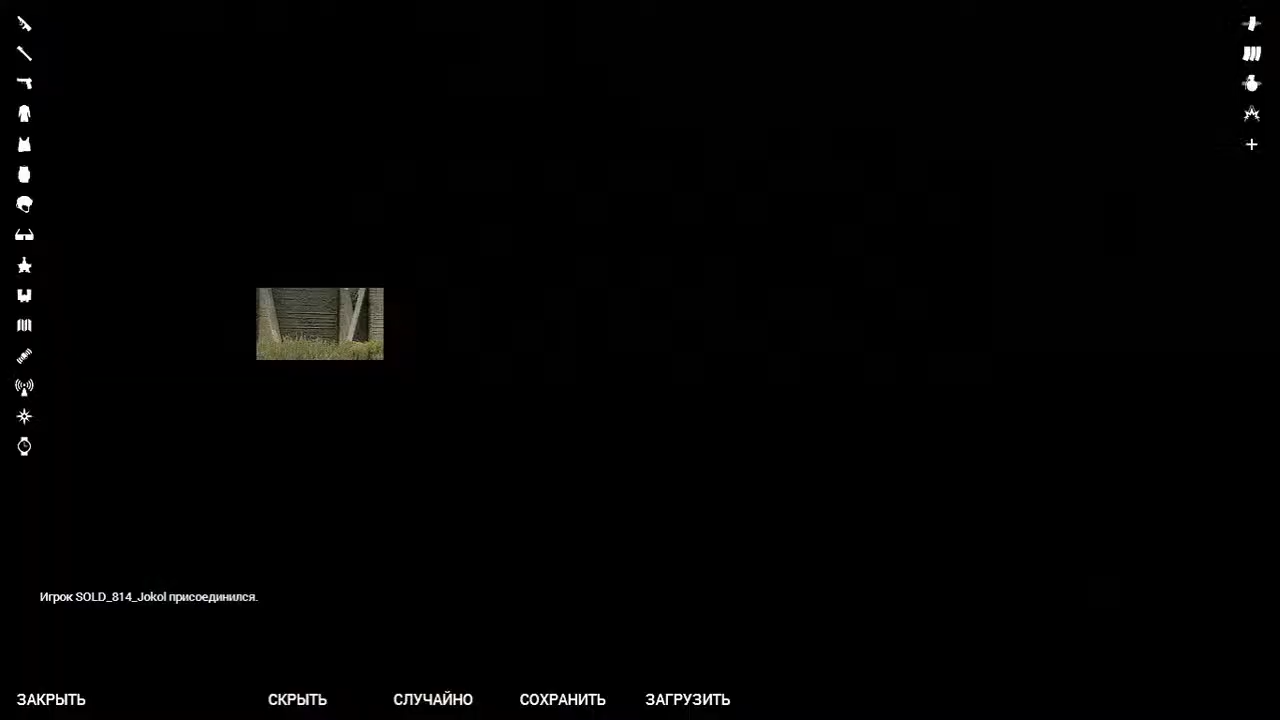 Игрок SOLD_814_Jokol присоединился.
ЗАКРЫТЬ СКРЫТЬ СЛУЧАЙНО СОХРАНИТЬ ЗАГРУЗИТЬ